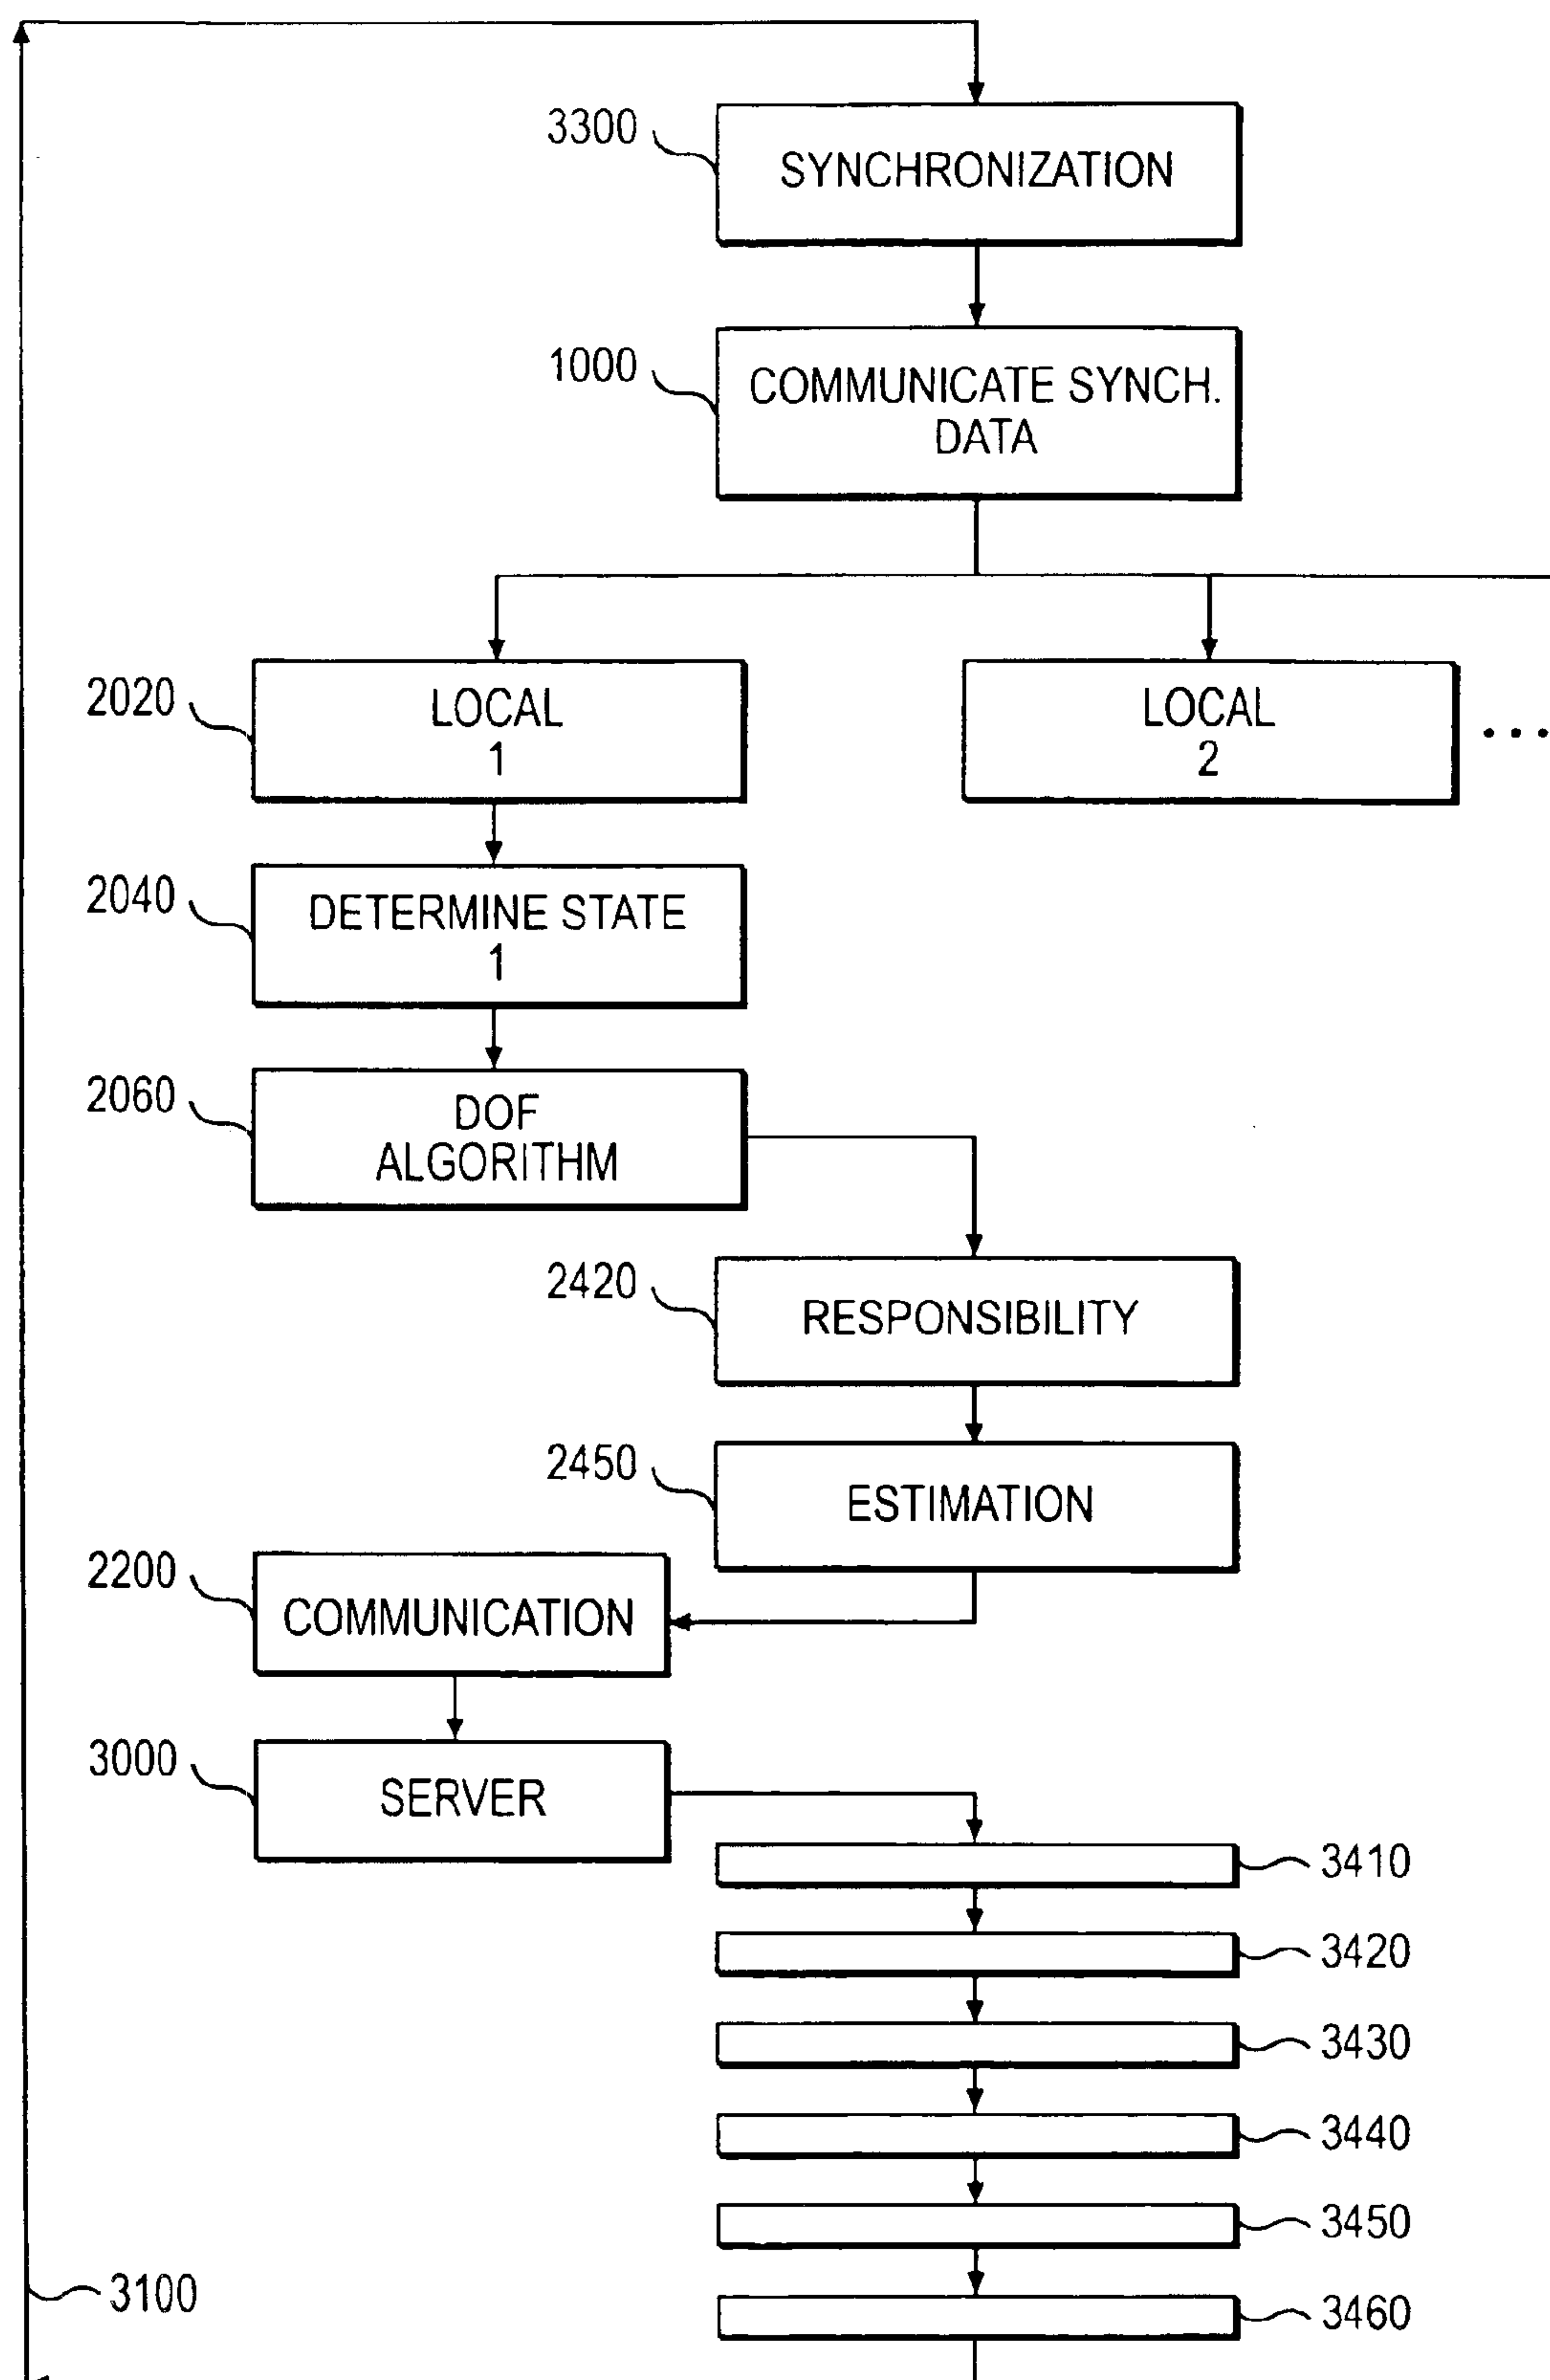 3300
SYNCHRONIZATION
1000
COMMUNICATE SYNCH.
DATA
2020
LOCAL
1
LOCAL
2
...
2040
DETERMINE STATE
1
2060
DOF
ALGORITHM
2420
RESPONSIBILITY
2450
ESTIMATION
2200
COMMUNICATION
3000
SERVER
3410
3420
3430
3440
3450
3100
3460